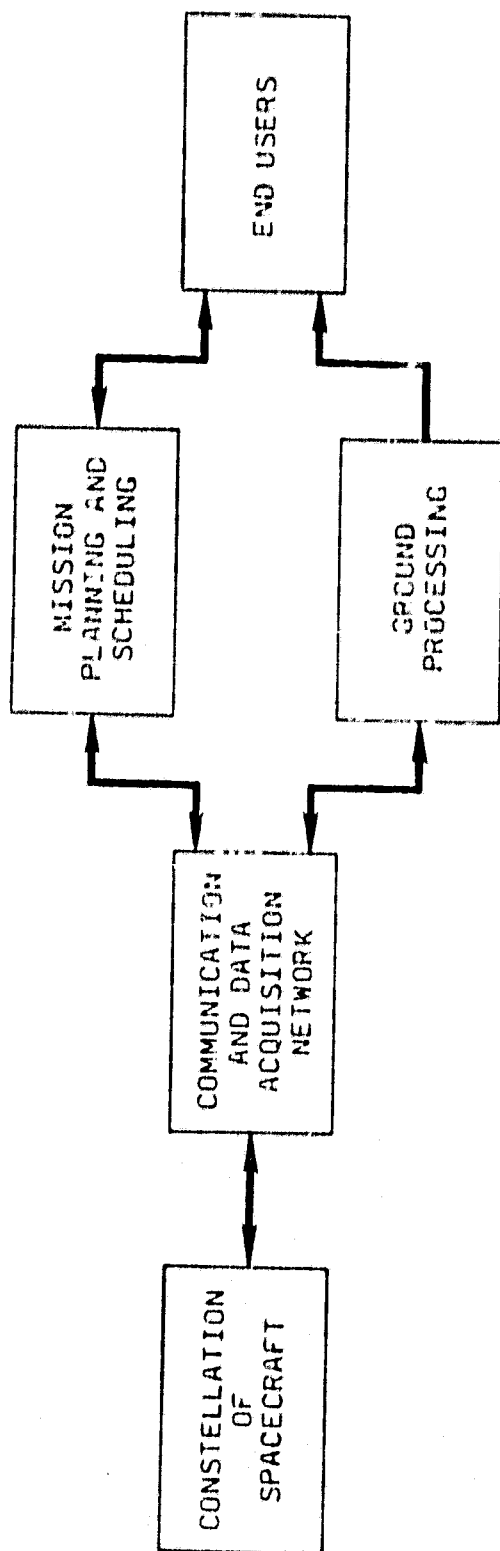 CONSTELLATION
OF
SPACECRAFT
COMMUNICATION
AND DATA
ACQUISITION
NETWORK
MISSION
PLANNING AND
SCHEDULING
GROUND
PROCESSING
END USERS